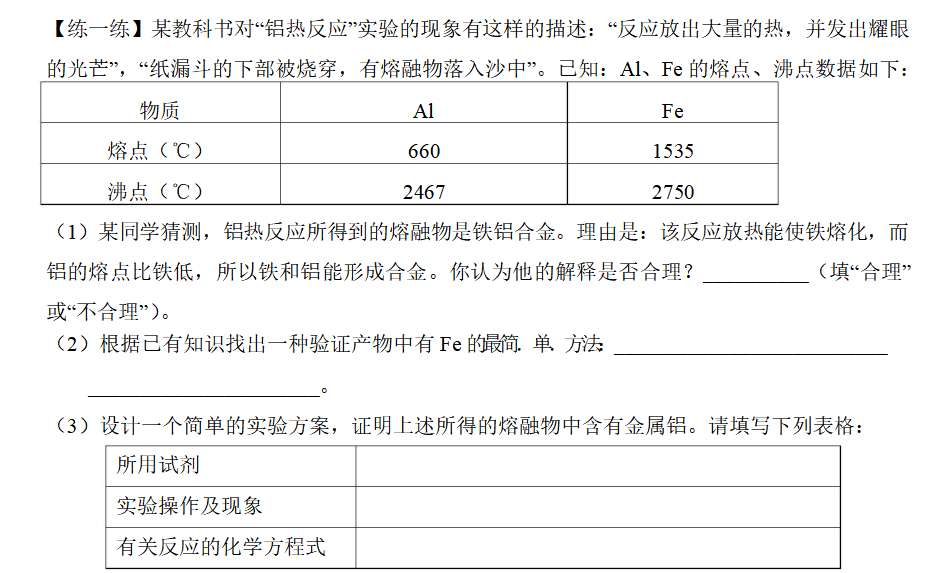 【练一练】某教科书对“铝热反应”实验的现象有这样的描述：“反应放出大量的热，并发出耀眼
的光芒”，“纸漏斗的下部被烧穿，有熔融物落入沙中”。已知：Al、Fe 的熔点、沸点数据如下：
物质 Al Fe
熔点（℃） 660 1535
沸点（℃） 2467 2750
（1）某同学猜测，铝热反应所得到的熔融物是铁铝合金。理由是：该反应放热能使铁熔化，而
铝的熔点比铁低，所以铁和铝能形成合金。你认为他的解释是否合理？__________（填“合理”
或“不合理”）。
（2）根据已有知识找出一种验证产物中有 Fe 的最简．单．方法：__________________________
______________________。
（3）设计一个简单的实验方案，证明上述所得的熔融物中含有金属铝。请填写下列表格：
所用试剂
实验操作及现象
有关反应的化学方程式